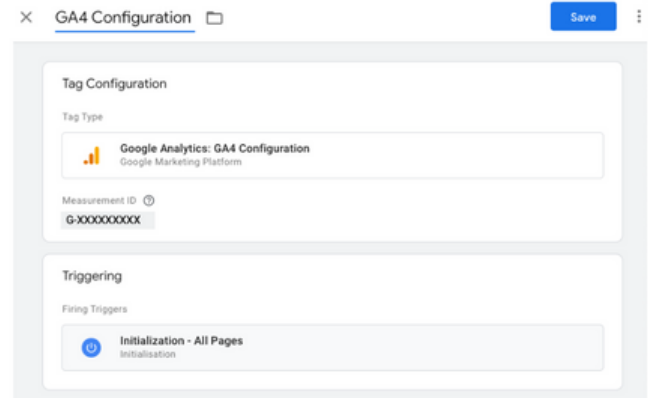 GA4 Configuration
Save
Tag Configuration
Tag Type
Google Analytics: GA4 Configuration
Google Marketing Platform
Measurement ID
G-XXXXXXXXX
Triggering
Firing Triggers
Initialization - All Pages
Initialisation